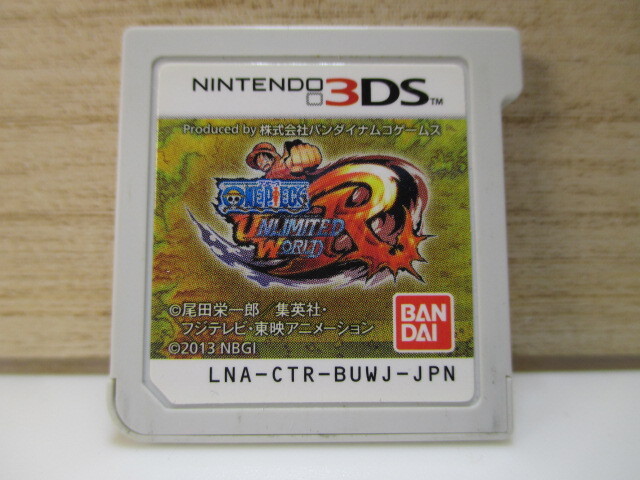 NINTENDO 3DS™
Produced by 株式会社バンダイナムコゲームス
ONE PIECE
UNLIMITED
WORLD R
©尾田栄一郎／集英社・
フジテレビ・東映アニメーション
©2013 NBGI
BAN
DAI
LNA-CTR-BUWJ-JPN